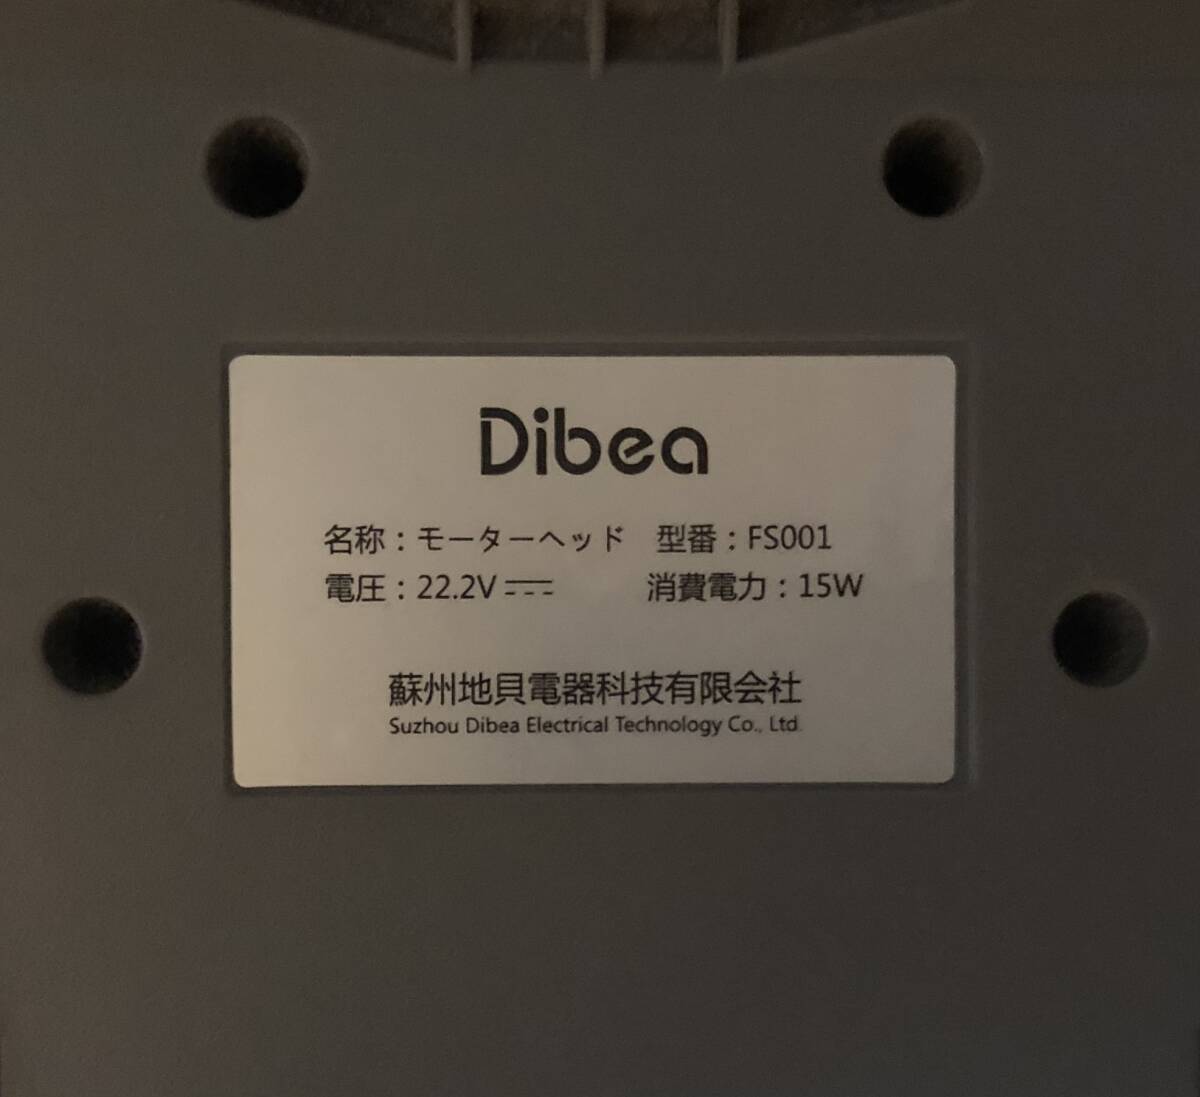 Dibea
名称：モーターヘッド 型番：FS001
電圧：22.2V⎓ 消費電力：15W
蘇州地貝電器科技有限会社
Suzhou Dibea Electrical Technology Co., Ltd.